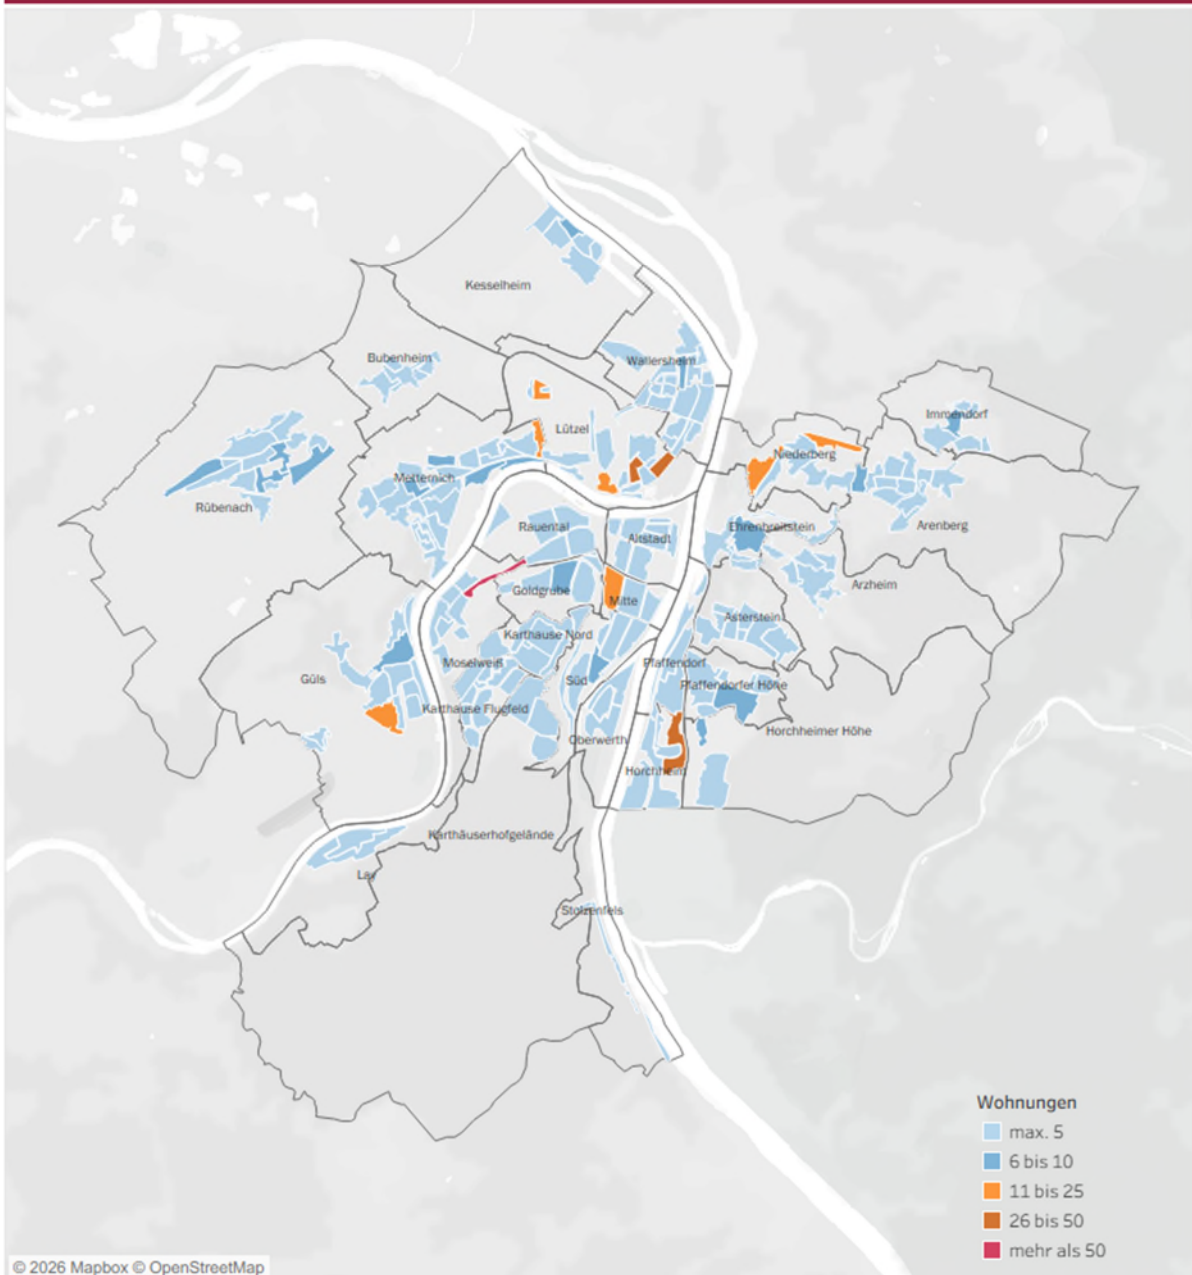 Kesselheim
Bubenheim
Wallersheim
Immendorf
Lützel
Niederberg
Metternich
Rübenach
Rauental
Altstadt
Ehrenbreitstein
Arenberg
Goldgrube
Mitte
Arzheim
Asterstein
Karthause Nord
Moselweiß
Pfaffendorf
Güls
Süd
Pfaffendorfer Höhe
Karthause Flugfeld
Oberwerth
Horchheimer Höhe
Horchheim
Karthäuserhofgelände
Lay
Stolzenfels
Wohnungen
max. 5
6 bis 10
11 bis 25
26 bis 50
mehr als 50
© 2026 Mapbox © OpenStreetMap